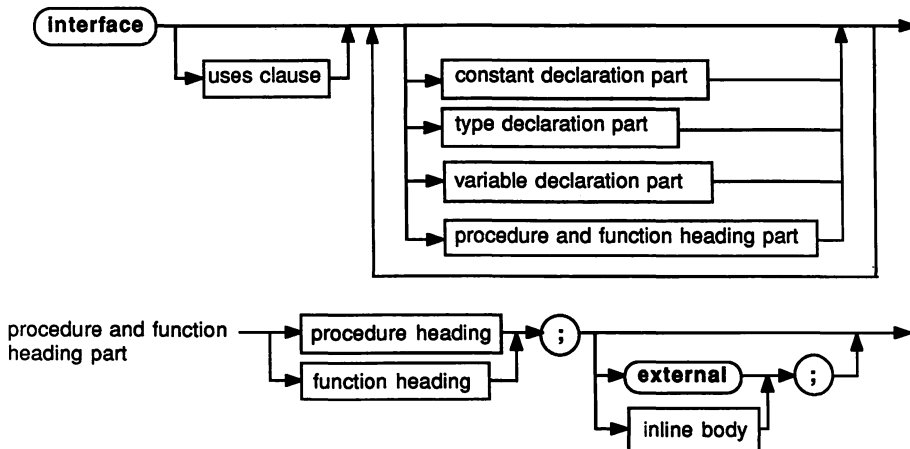 interface
uses clause
constant declaration part
type declaration part
variable declaration part
procedure and function heading part
procedure and function
heading part
procedure heading
;
function heading
external
;
inline body